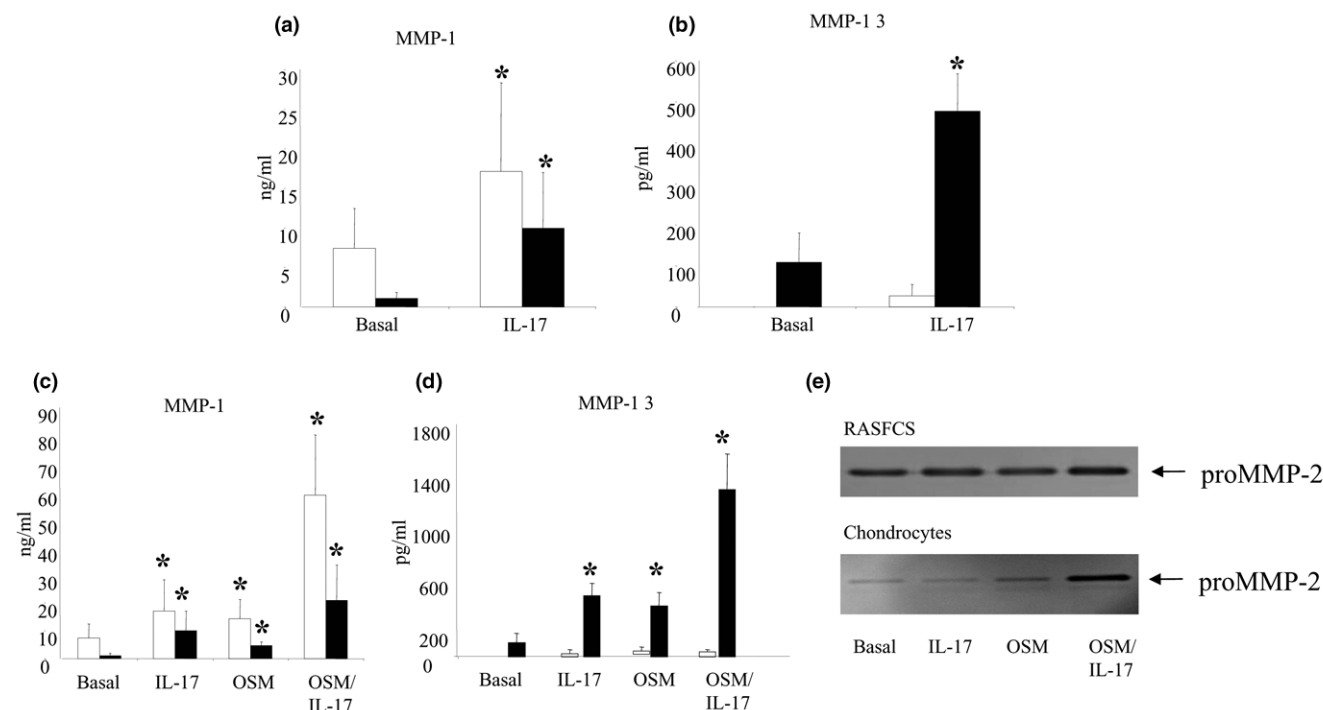 (a)
MMP-1
30
25
20
15
10
5
0
ng/ml
*
*
Basal IL-17
(b)
MMP-1 3
600
500
400
300
200
100
0
pg/ml
*
Basal IL-17
(c)
MMP-1
90
80
70
60
50
40
30
20
10
0
ng/ml
*
*
*
*
*
*
Basal IL-17 OSM OSM/
IL-17
(d)
MMP-1 3
1800
1400
1000
600
200
0
pg/ml
*
*
*
Basal IL-17 OSM OSM/
IL-17
(e)
RASFCS
proMMP-2
Chondrocytes
proMMP-2
Basal IL-17 OSM OSM/
IL-17